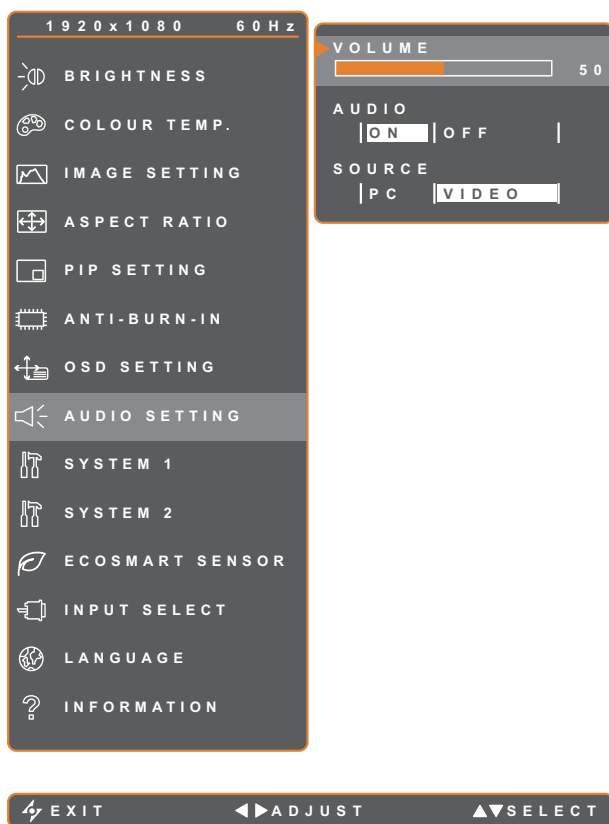 1920x1080 60Hz
BRIGHTNESS
COLOUR TEMP.
IMAGE SETTING
ASPECT RATIO
PIP SETTING
ANTI-BURN-IN
OSD SETTING
AUDIO SETTING
SYSTEM 1
SYSTEM 2
ECOSMART SENSOR
INPUT SELECT
LANGUAGE
INFORMATION
VOLUME
50
AUDIO
ON OFF
SOURCE
PC VIDEO
EXIT ADJUST SELECT